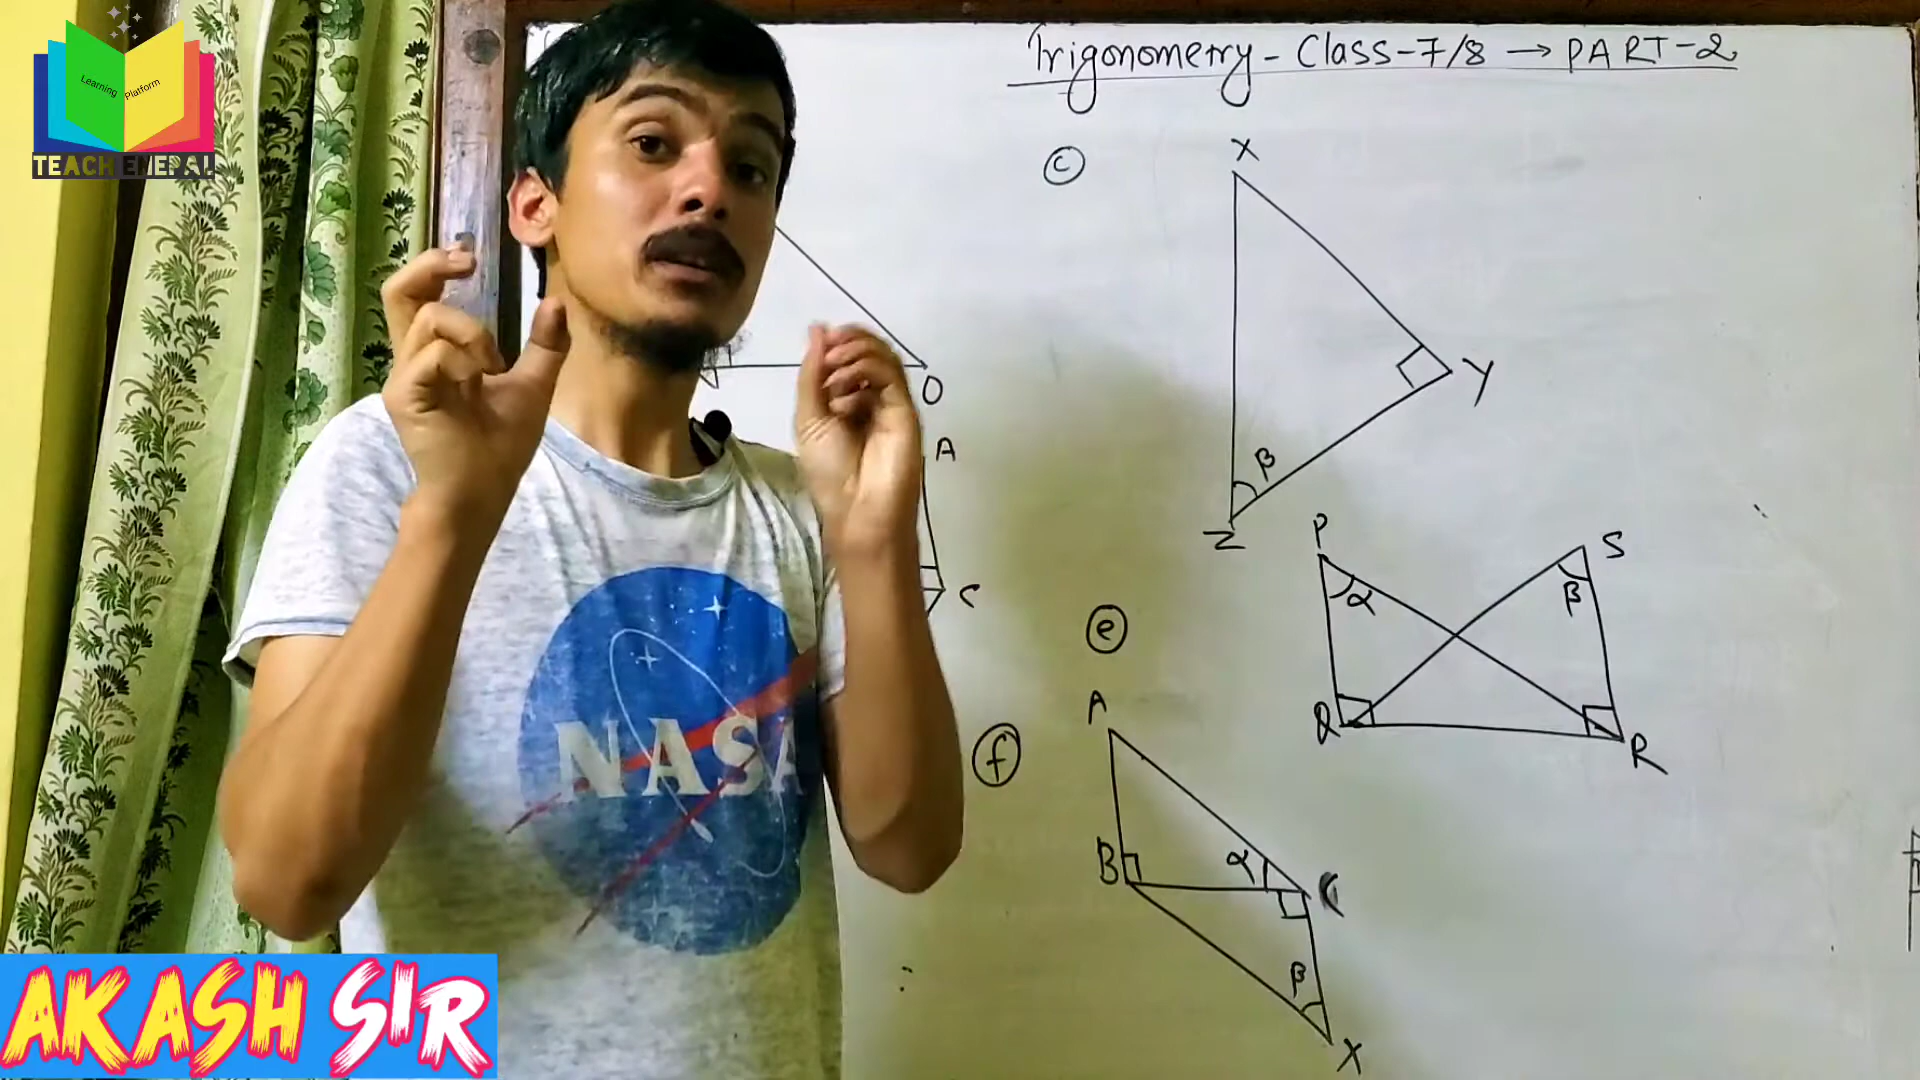 Learning Platform
TEACH ENEPAL
Trigonometry - Class-7/8 → PART-2
c
X
Y
β
Z
O
A
C
P
S
α
β
e
Q
R
f
A
B
α
C
β
X
NASA
AKASH SIR